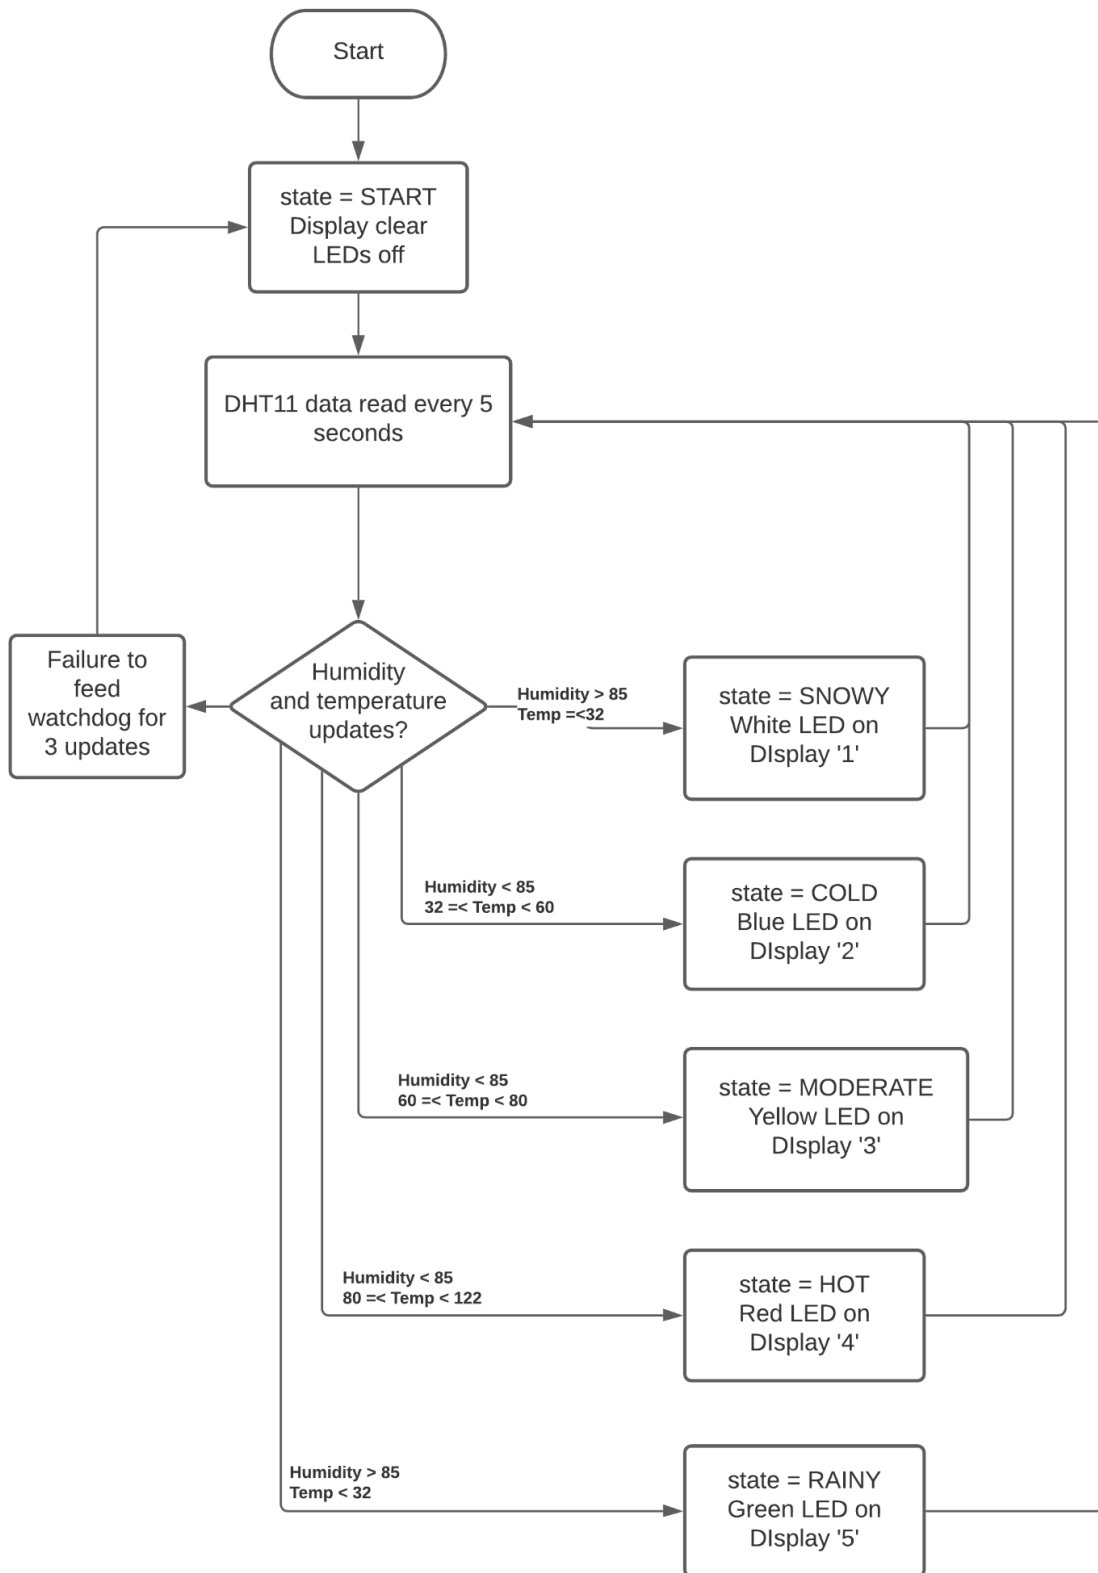 Start
state = START
Display clear
LEDs off
DHT11 data read every 5
seconds
Humidity
and temperature
updates?
Failure to
feed
watchdog for
3 updates
Humidity > 85
Temp =<32
state = SNOWY
White LED on
DIsplay '1'
Humidity < 85
32 =< Temp < 60
state = COLD
Blue LED on
DIsplay '2'
Humidity < 85
60 =< Temp < 80
state = MODERATE
Yellow LED on
DIsplay '3'
Humidity < 85
80 =< Temp < 122
state = HOT
Red LED on
DIsplay '4'
Humidity > 85
Temp < 32
state = RAINY
Green LED on
DIsplay '5'